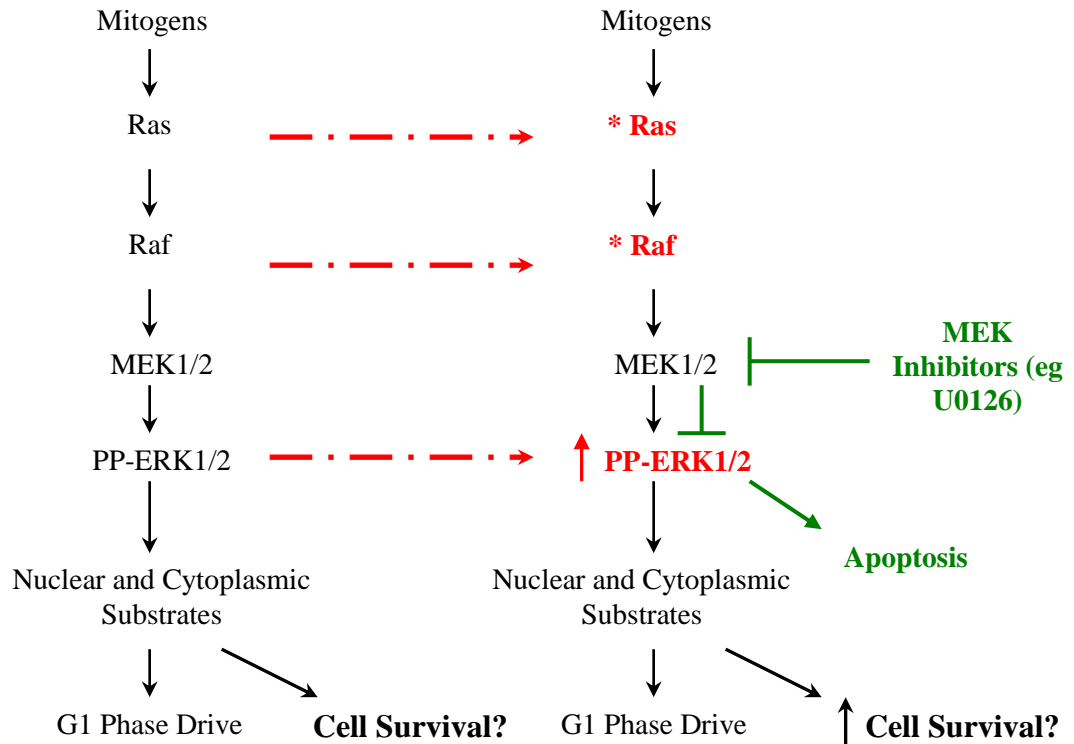 Mitogens
Mitogens
Ras
* Ras
Raf
* Raf
MEK1/2
MEK1/2
MEK
Inhibitors (eg
U0126)
PP-ERK1/2
PP-ERK1/2
Apoptosis
Nuclear and Cytoplasmic
Substrates
Nuclear and Cytoplasmic
Substrates
G1 Phase Drive
Cell Survival?
G1 Phase Drive
Cell Survival?